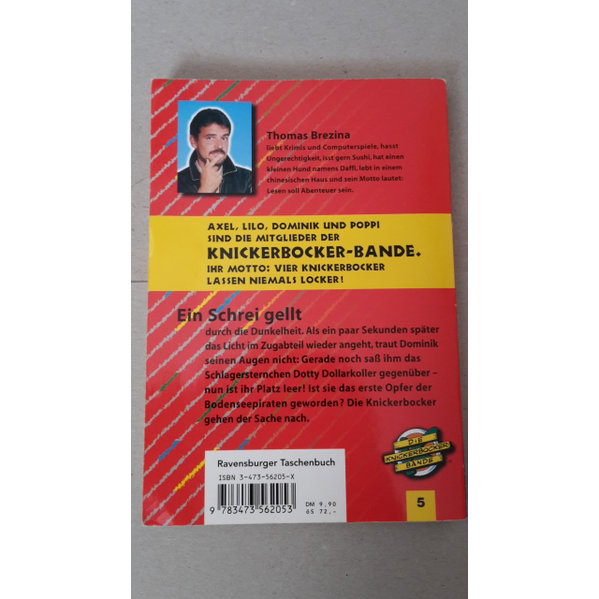 Thomas Brezina
liebt Krimis und Computerspiele, hasst
Ungerechtigkeit, isst gern Sushi, hat einen
kleinen Hund namens Daffi, lebt in einem
chinesischen Haus und sein Motto lautet:
Lesen soll Abenteuer sein.
AXEL, LILO, DOMINIK UND POPPI
SIND DIE MITGLIEDER DER
KNICKERBOCKER-BANDE.
IHR MOTTO: VIER KNICKERBOCKER
LASSEN NIEMALS LOCKER!
Ein Schrei gellt
durch die Dunkelheit. Als ein paar Sekunden später
das Licht im Zugabteil wieder angeht, traut Dominik
seinen Augen nicht: Gerade noch saß ihm das
Schlagersternchen Dotty Dollarkoller gegenüber –
nun ist ihr Platz leer! Ist sie das erste Opfer der
Bodenseepiraten geworden? Die Knickerbocker
gehen der Sache nach.
DIE
KNICKERBOCKER
BANDE
Ravensburger Taschenbuch
ISBN 3-473-56205-X
DM 9,90
öS 72,-
9 783473 562053
5